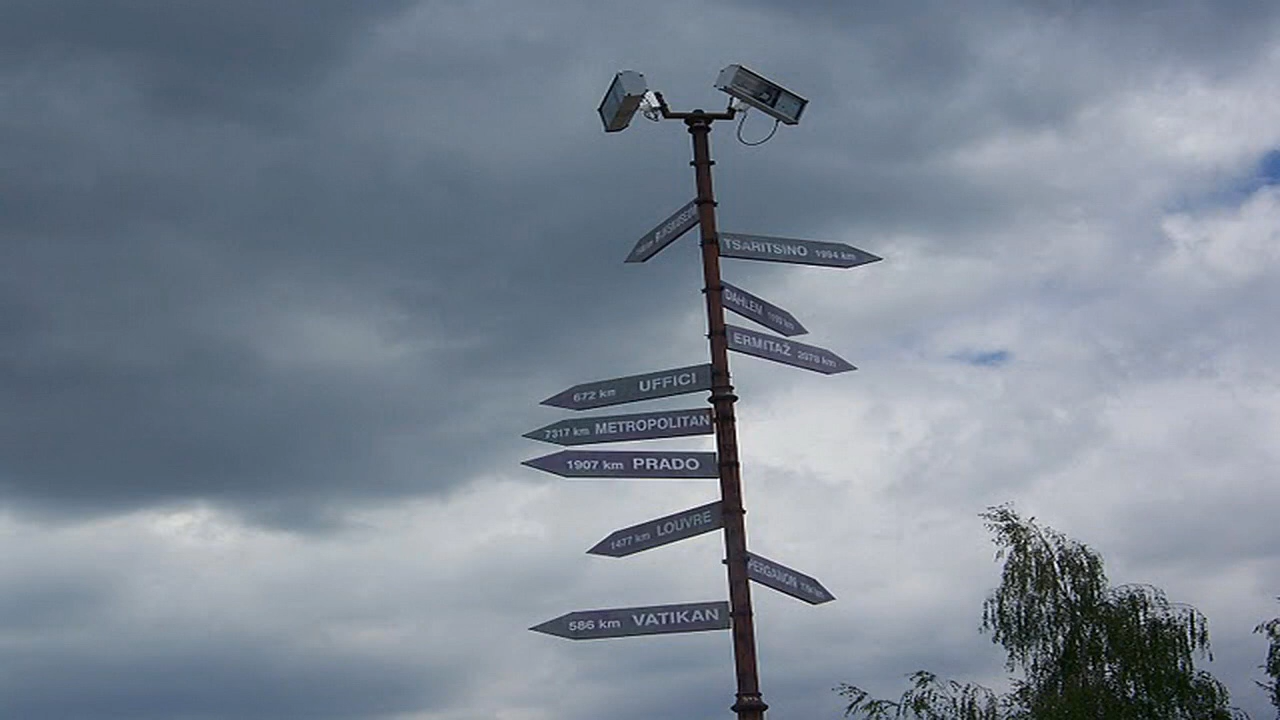 TSARITSINO 1994 km
DAHLEM
ERMITAŽ 2078 km
672 km UFFICI
7317 km METROPOLITAN
1907 km PRADO
1477 km LOUVRE
PERGAMON
586 km VATIKAN